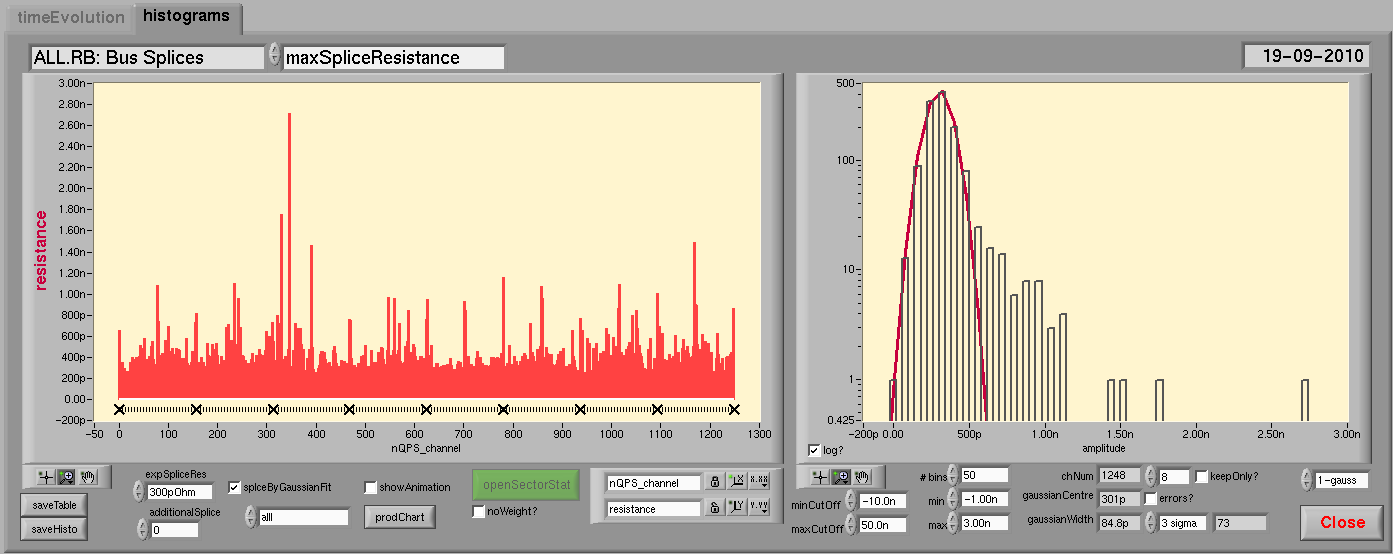 timeEvolution histograms
ALL.RB: Bus Splices maxSpliceResistance 19-09-2010
3.00n
2.80n
2.60n
2.40n
2.20n
2.00n
1.80n
1.60n
1.40n
1.20n
1.00n
800p
600p
400p
200p
0.00
-200p
resistance
-50 0 100 200 300 400 500 600 700 800 900 1000 1100 1200 1300
nQPS_channel
500
100
10
1
0.425
-200p 0.00 500p 1.00n 1.50n 2.00n 2.50n 3.00n
log? amplitude
expSpliceRes
300pOhm
splceByGaussianFit
showAnimation
openSectorStat
saveTable
saveHisto
additionalSplice
0
alll
prodChart
noWeight?
nQPS_channel X X.XX
resistance Y Y.YY
# bins 50 chNum 1248 8 keepOnly? 1-gauss
minCutOff -10.0n min -1.00n gaussianCentre 301p errors?
maxCutOff 50.0n max 3.00n gaussianWidth 84.8p 3 sigma 73
Close